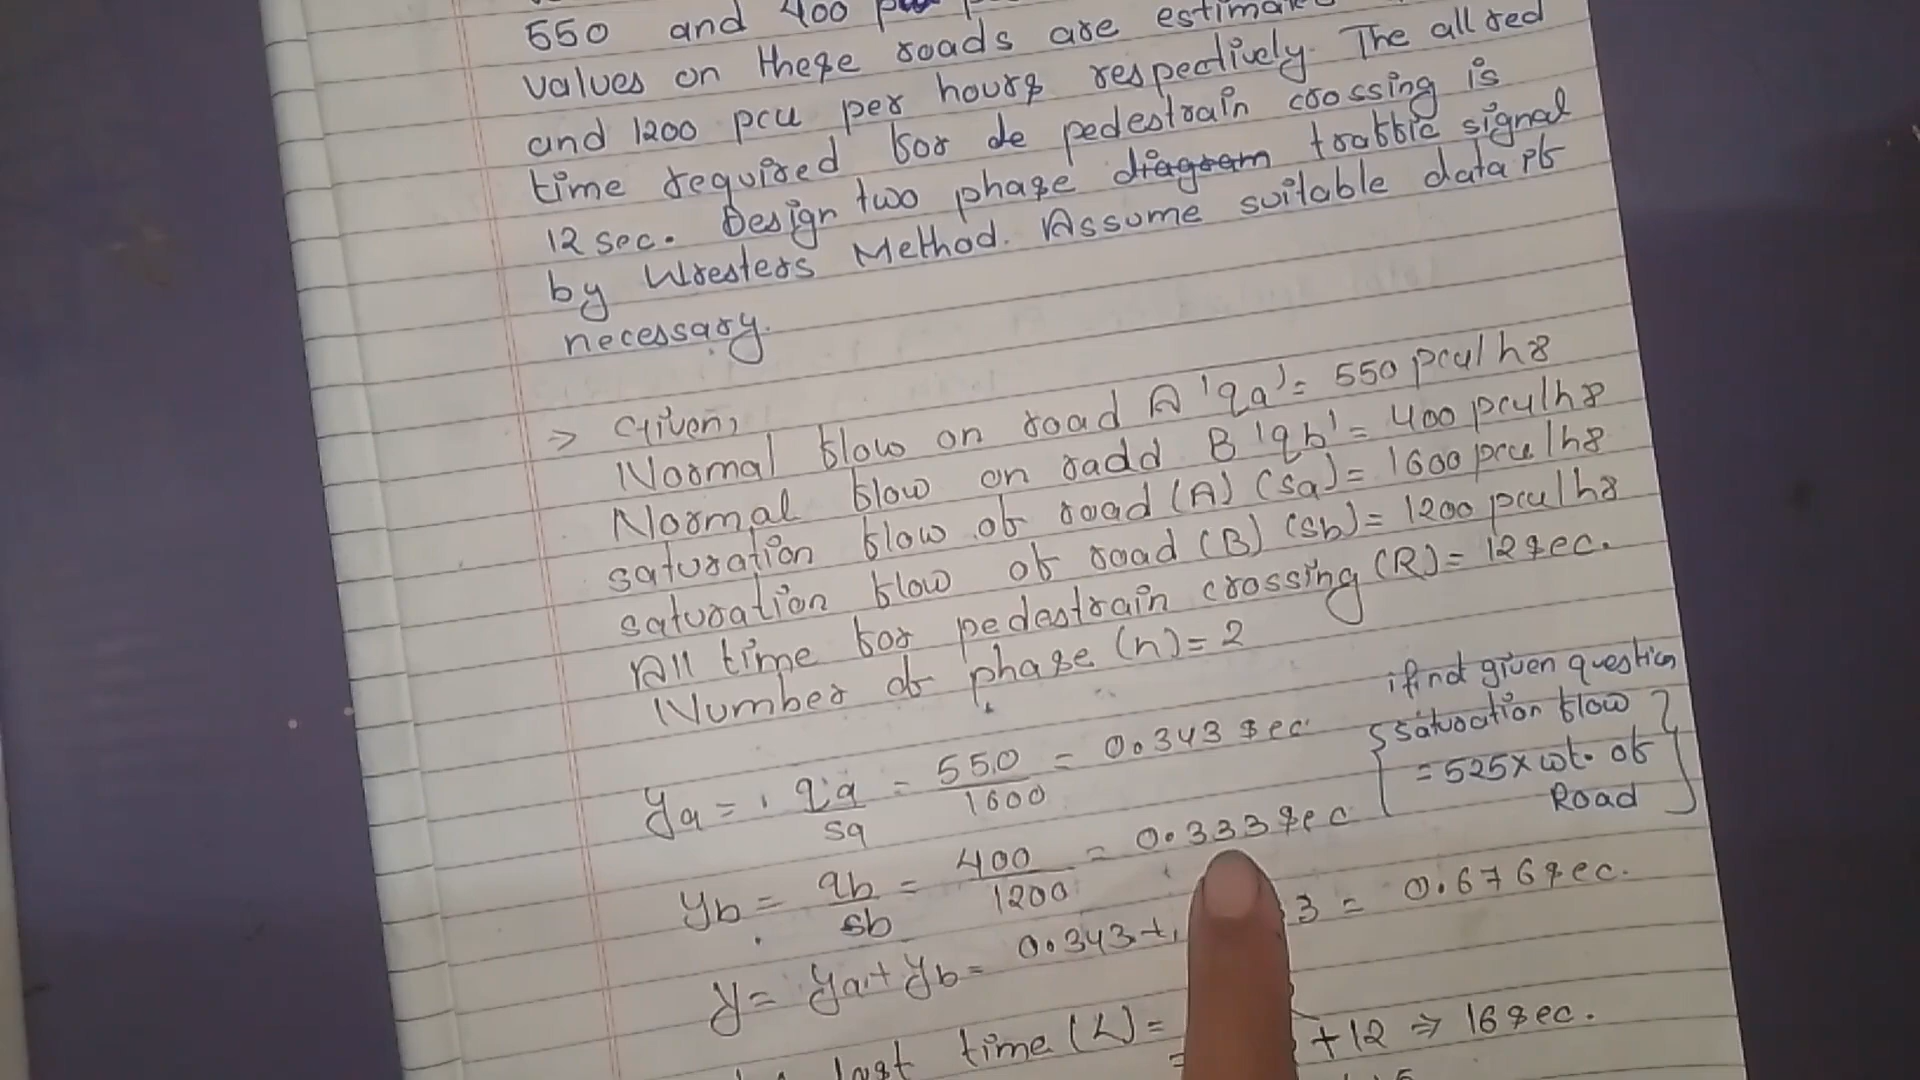 550 and 400
values on these roads are estimate
and 1200 pcu per hours respectively. The all red
time required for de pedestrain crossing is
12 sec. Design two phase diagram traffic signal
by Wresters Method. Assume suitable data if
necessary.
⇒ Given,
Normal flow on road A 'qa' = 550 pcu/hr
Normal flow on radd B 'qb' = 400 pcu/hr
saturation flow of road (A) (sa) = 1600 pcu/hr
saturation flow of road (B) (sb) = 1200 pcu/hr
All time for pedestrain crossing (R) = 12 sec.
Number of phase (n) = 2
ya = qa/sa = 550/1600 = 0.343 sec
i find given question
{saturation flow
= 525 x wt. of
Road}
yb = qb/sb = 400/1200 = 0.333 sec
y = ya + yb = 0.343 + 3 = 0.676 sec.
lost time (L) = + 12 ⇒ 16 sec.